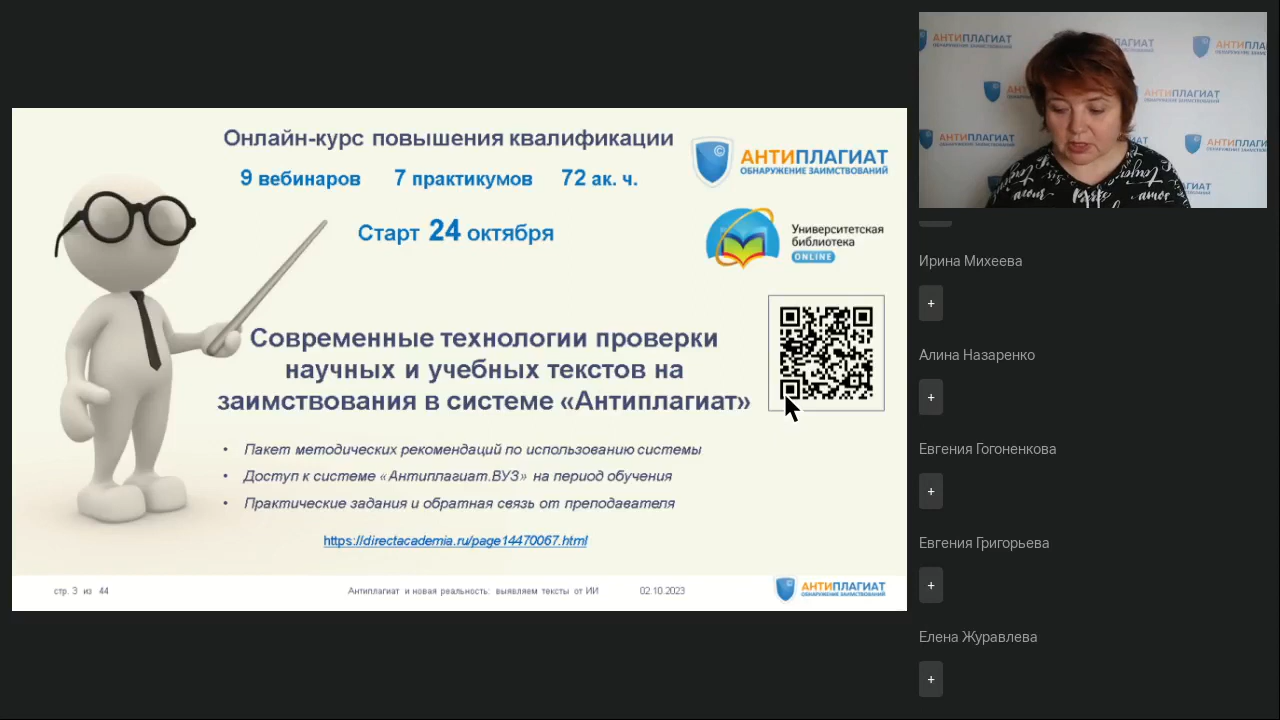 Онлайн-курс повышения квалификации
9 вебинаров 7 практикумов 72 ак. ч.
Старт 24 октября
АНТИПЛАГИАТ
ОБНАРУЖЕНИЕ ЗАИМСТВОВАНИЙ
Университетская
библиотека
ONLINE
Современные технологии проверки
научных и учебных текстов на
заимствования в системе «Антиплагиат»
• Пакет методических рекомендаций по использованию системы
• Доступ к системе «Антиплагиат.ВУЗ» на период обучения
• Практические задания и обратная связь от преподавателя
https://directacademia.ru/page14470067.html
стр. 3 из 44
Антиплагиат и новая реальность: выявляем тексты от ИИ
02.10.2023
АНТИПЛАГИАТ
ОБНАРУЖЕНИЕ ЗАИМСТВОВАНИЙ
АНТИПЛАГИАТ
АНТИПЛАГИАТ
АНТИПЛАГИАТ
Ирина Михеева
+
Алина Назаренко
+
Евгения Гогоненкова
+
Евгения Григорьева
+
Елена Журавлева
+